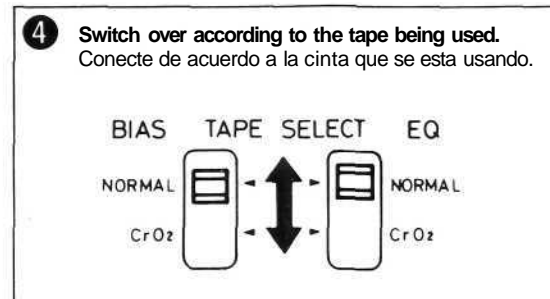 4 Switch over according to the tape being used.
Conecte de acuerdo a la cinta que se esta usando.
BIAS TAPE SELECT EQ
NORMAL NORMAL
CrO2 CrO2